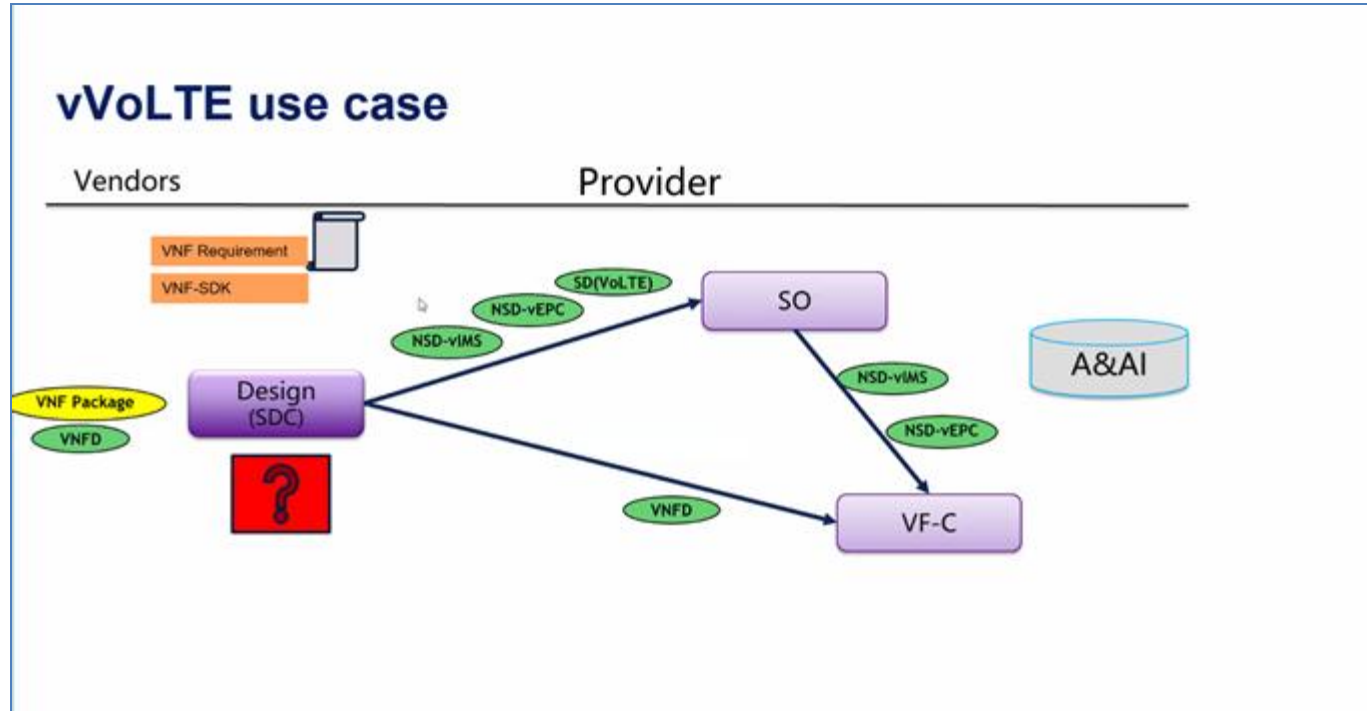 vVoLTE use case
Vendors
Provider
VNF Requirement
VNF-SDK
SD(VoLTE)
NSD-vEPC
NSD-vIMS
SO
A&AI
VNF Package
VNFD
Design
(SDC)
?
NSD-vIMS
NSD-vEPC
VNFD
VF-C